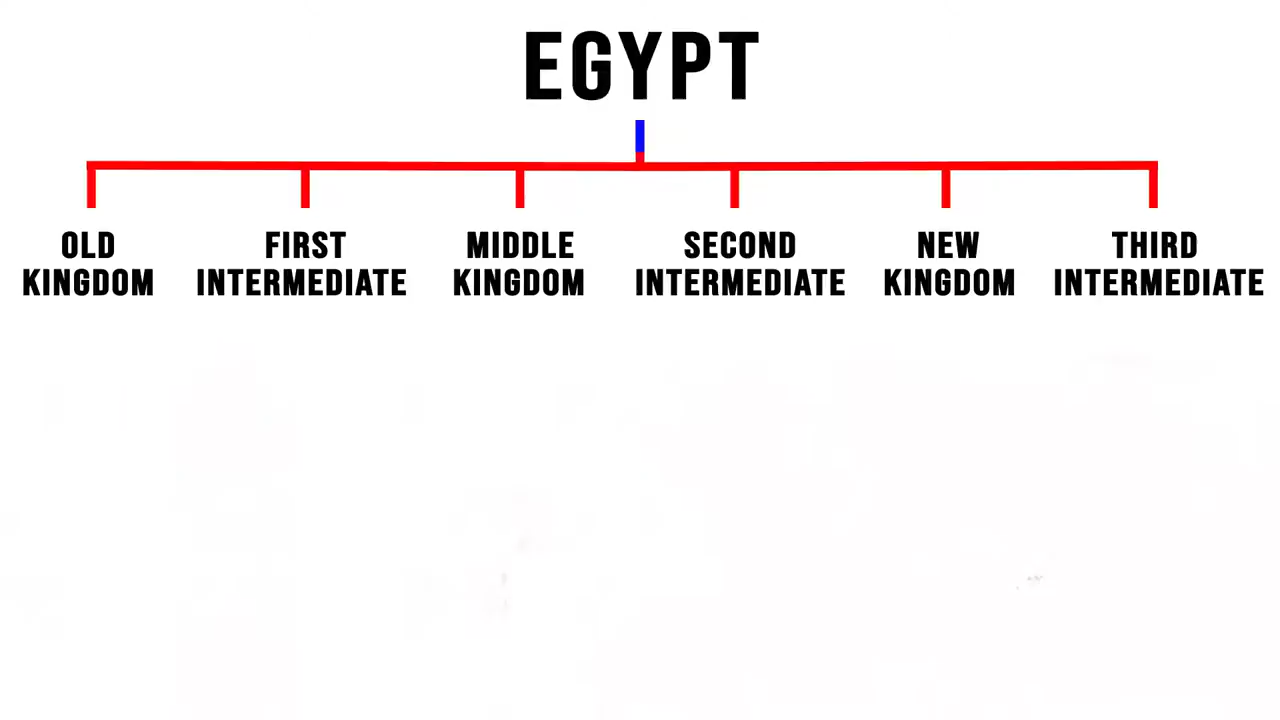 EGYPT
OLD KINGDOM
FIRST INTERMEDIATE
MIDDLE KINGDOM
SECOND INTERMEDIATE
NEW KINGDOM
THIRD INTERMEDIATE